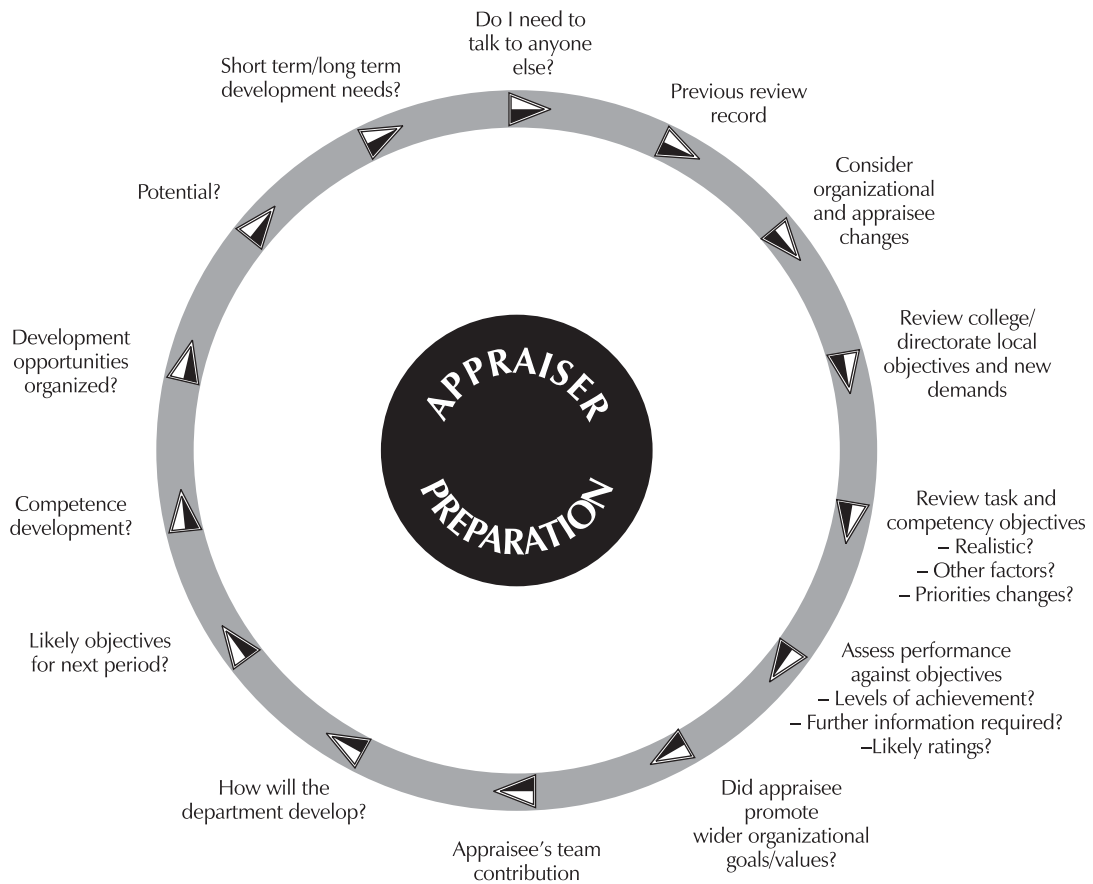 Do I need to
talk to anyone
else?
Previous review
record
Consider
organizational
and appraisee
changes
Review college/
directorate local
objectives and new
demands
Review task and
competency objectives
– Realistic?
– Other factors?
– Priorities changes?
Assess performance
against objectives
– Levels of achievement?
– Further information required?
–Likely ratings?
Did appraisee
promote
wider organizational
goals/values?
Appraisee’s team
contribution
How will the
department develop?
Likely objectives
for next period?
Competence
development?
Development
opportunities
organized?
Potential?
Short term/long term
development needs?
APPRAISER
PREPARATION